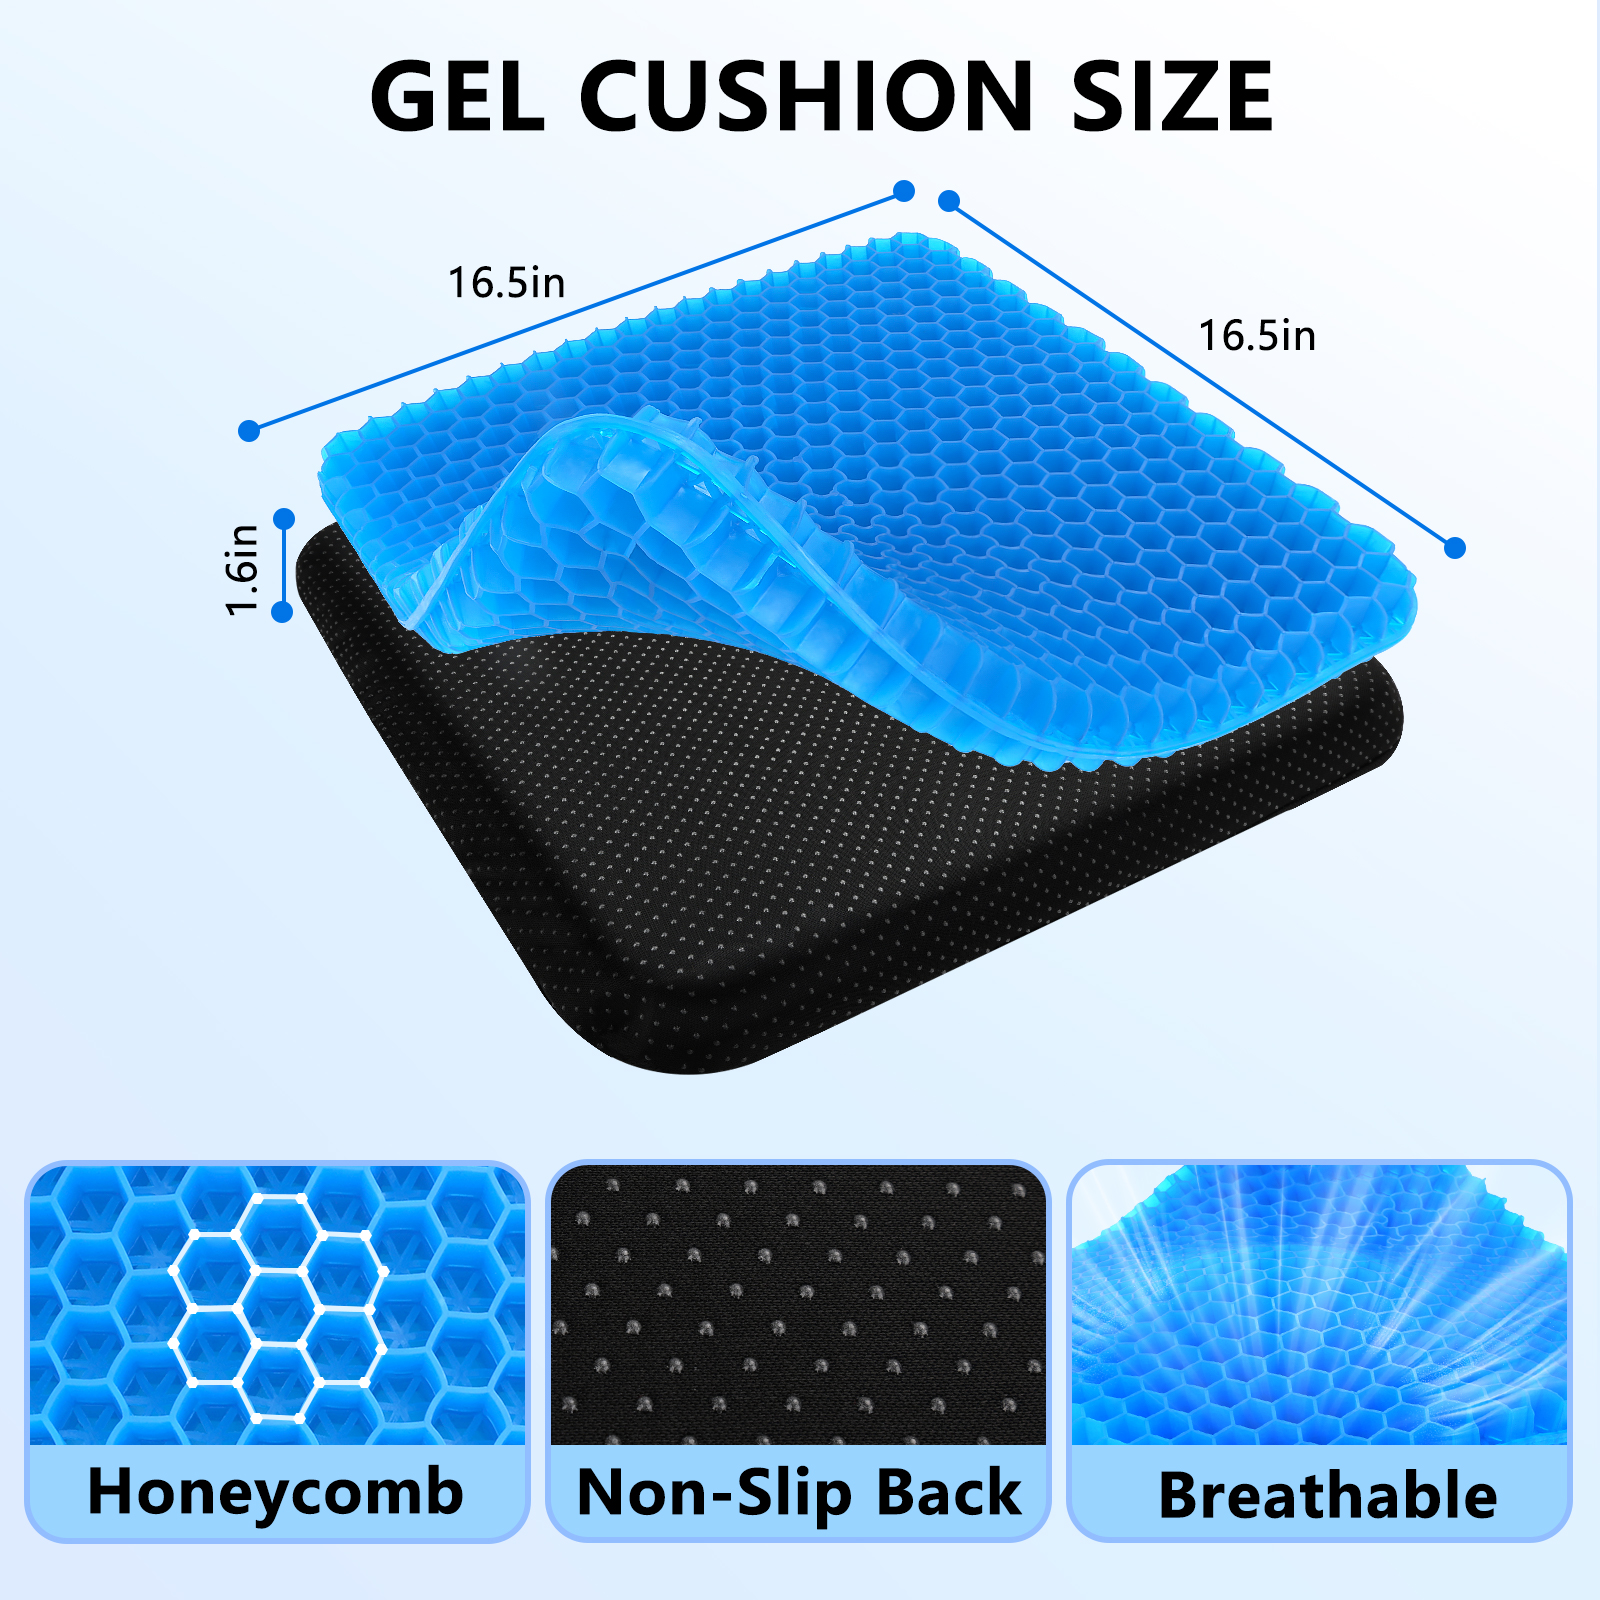 GEL CUSHION SIZE
16.5in
16.5in
1.6in
Honeycomb
Non-Slip Back
Breathable